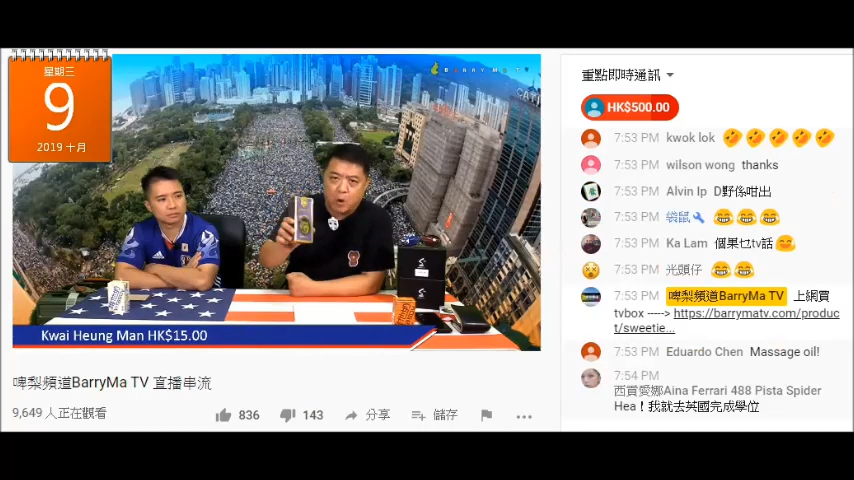 星期三
9
2019 十月
BARRYMA TV
Kwai Heung Man HK$15.00
啤梨頻道BarryMa TV 直播串流
9,649 人正在觀看
836
143
分享
儲存
重點即時通訊
HK$500.00
7:53 PM kwok lok
7:53 PM wilson wong thanks
7:53 PM Alvin Ip D野係咁出
7:53 PM 袋鼠
7:53 PM Ka Lam 個果乜tv話
7:53 PM 光頭仔
7:53 PM 啤梨頻道BarryMa TV 上網買
tvbox -----> https://barrymatv.com/produc
t/sweetie...
7:53 PM Eduardo Chen Massage oil!
7:54 PM
西貢愛娜Aina Ferrari 488 Pista Spider
Hea！我就去英國完成學位